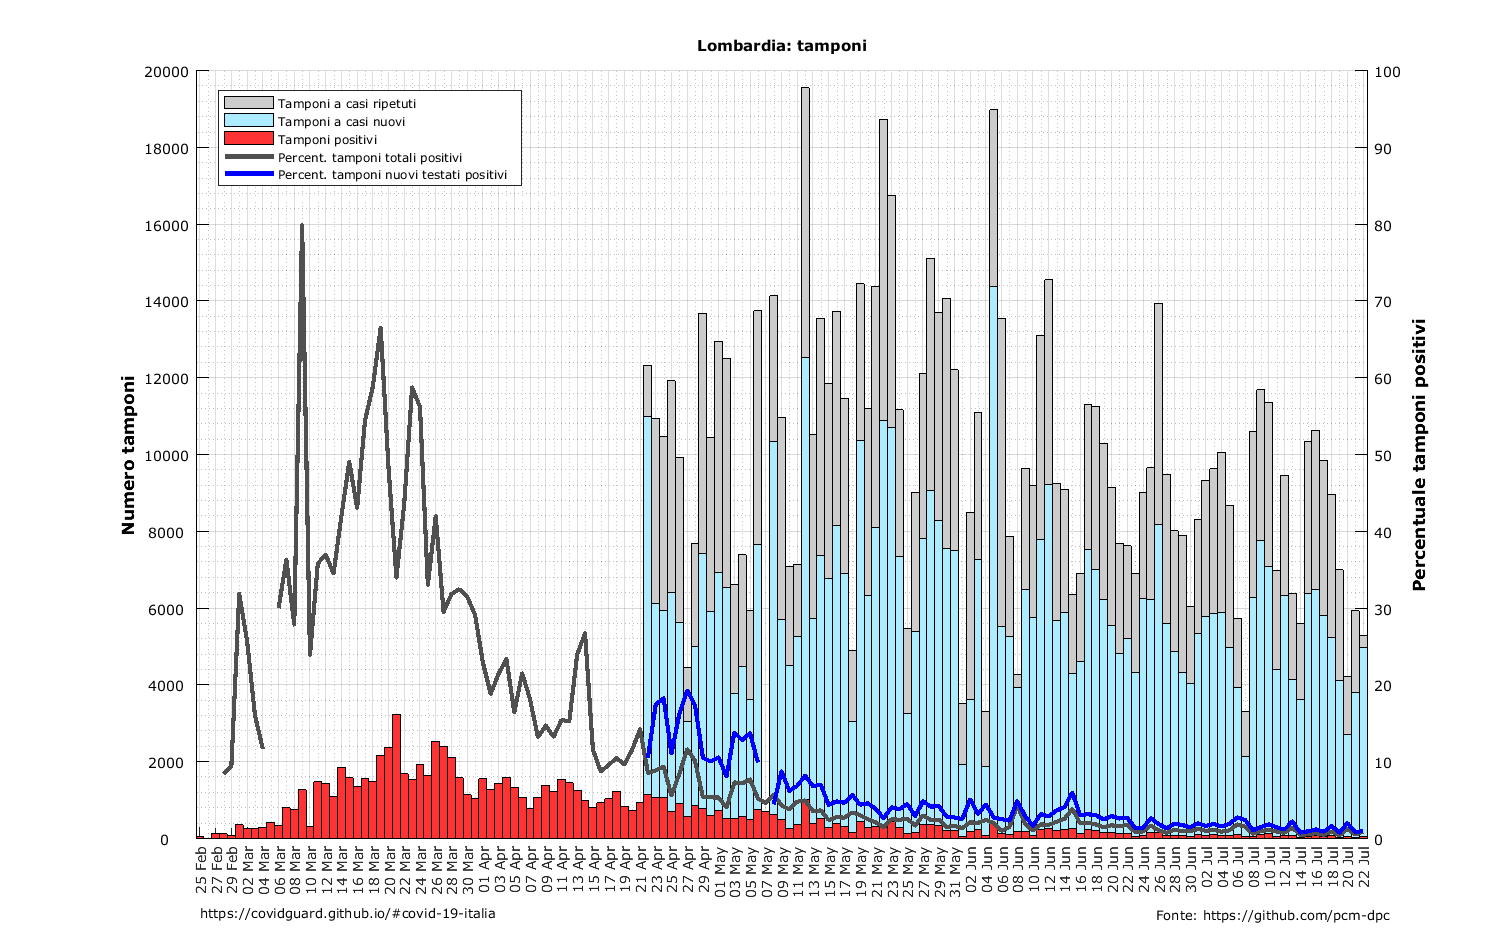 Lombardia: tamponi
20000
18000
16000
14000
12000
10000
8000
6000
4000
2000
0
Numero tamponi
Tamponi a casi ripetuti
Tamponi a casi nuovi
Tamponi positivi
Percent. tamponi totali positivi
Percent. tamponi nuovi testati positivi
100
90
80
70
60
50
40
30
20
10
0
Percentuale tamponi positivi
25 Feb
27 Feb
29 Feb
02 Mar
04 Mar
06 Mar
08 Mar
10 Mar
12 Mar
14 Mar
16 Mar
18 Mar
20 Mar
22 Mar
24 Mar
26 Mar
28 Mar
30 Mar
01 Apr
03 Apr
05 Apr
07 Apr
09 Apr
11 Apr
13 Apr
15 Apr
17 Apr
19 Apr
21 Apr
23 Apr
25 Apr
27 Apr
29 Apr
01 May
03 May
05 May
07 May
09 May
11 May
13 May
15 May
17 May
19 May
21 May
23 May
25 May
27 May
29 May
31 May
02 Jun
04 Jun
06 Jun
08 Jun
10 Jun
12 Jun
14 Jun
16 Jun
18 Jun
20 Jun
22 Jun
24 Jun
26 Jun
28 Jun
30 Jun
02 Jul
04 Jul
06 Jul
08 Jul
10 Jul
12 Jul
14 Jul
16 Jul
18 Jul
20 Jul
22 Jul
https://covidguard.github.io/#covid-19-italia
Fonte: https://github.com/pcm-dpc